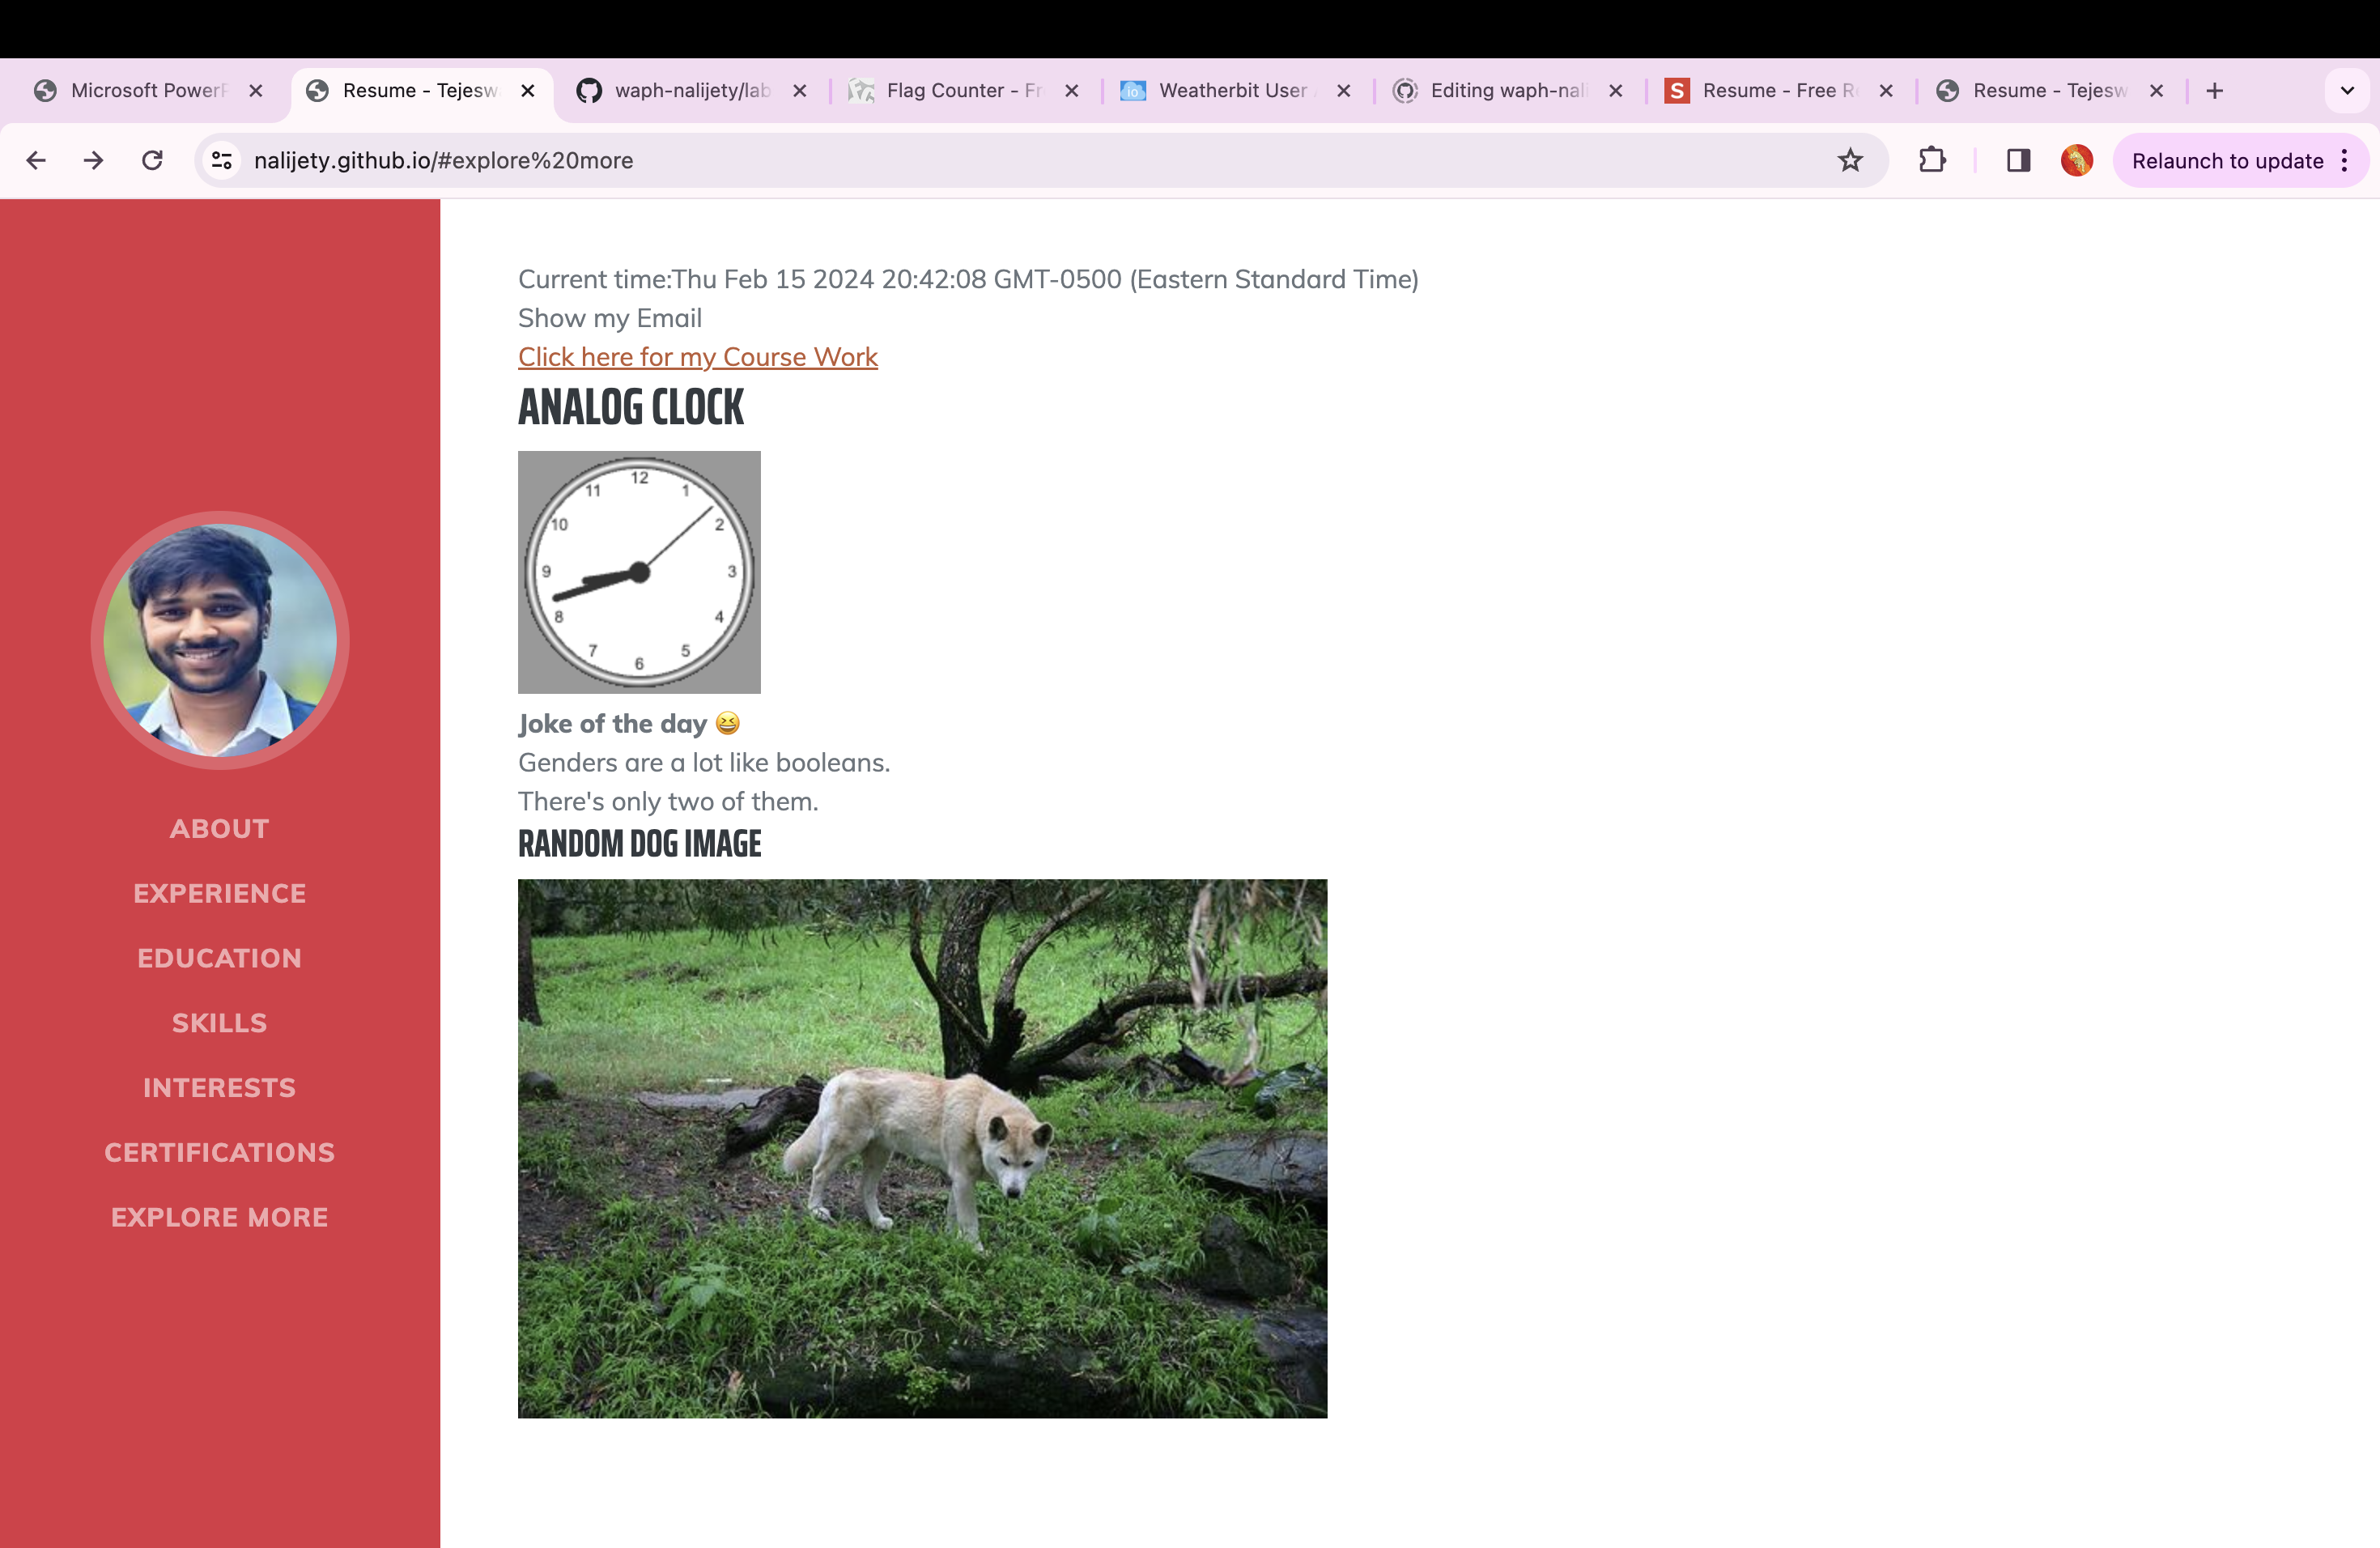 Microsoft PowerP
Resume - Tejesw
waph-nalijety/lab
Flag Counter - Fr
Weatherbit User
Editing waph-nali
Resume - Free R
Resume - Tejesw
nalijety.github.io/#explore%20more
Relaunch to update
Current time:Thu Feb 15 2024 20:42:08 GMT-0500 (Eastern Standard Time)
Show my Email
Click here for my Course Work
ANALOG CLOCK
12
11 1
10 2
9 3
8 4
7 5
6
Joke of the day 😆
Genders are a lot like booleans.
There's only two of them.
RANDOM DOG IMAGE
ABOUT
EXPERIENCE
EDUCATION
SKILLS
INTERESTS
CERTIFICATIONS
EXPLORE MORE